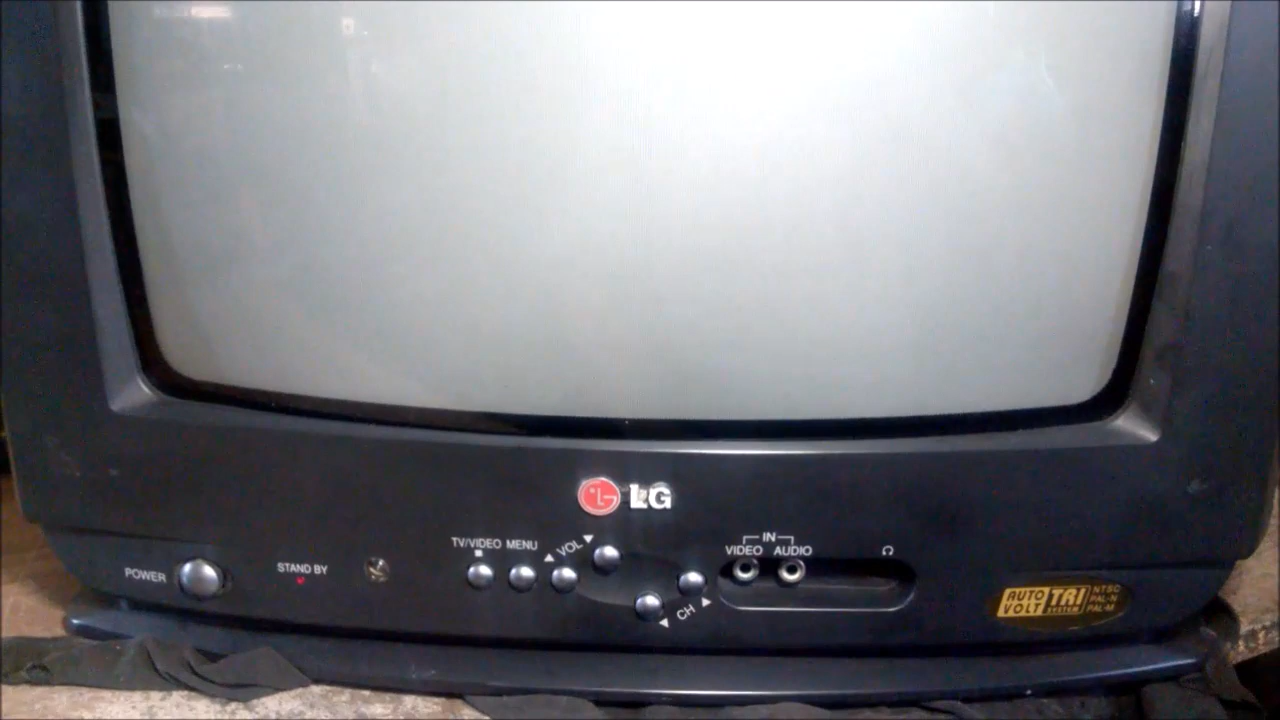 LG
TV/VIDEO MENU ◀ VOL ▶
IN
VIDEO AUDIO
POWER
STAND BY
◀ CH ▶
AUTO VOLT
TRI SYSTEM
NTSC
PAL-N
PAL-M